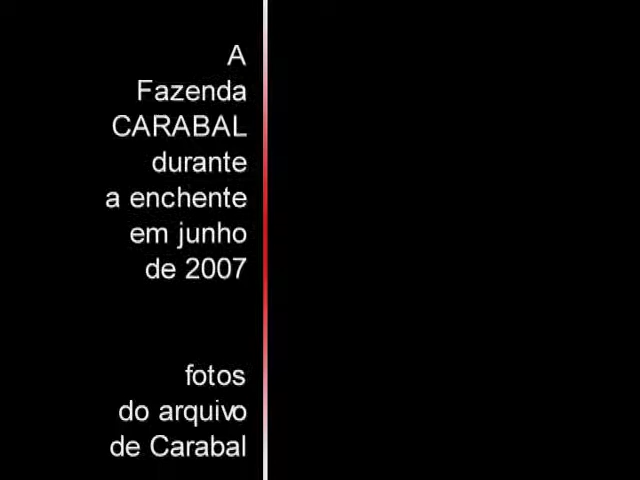 A
Fazenda
CARABAL
durante
a enchente
em junho
de 2007
fotos
do arquivo
de Carabal